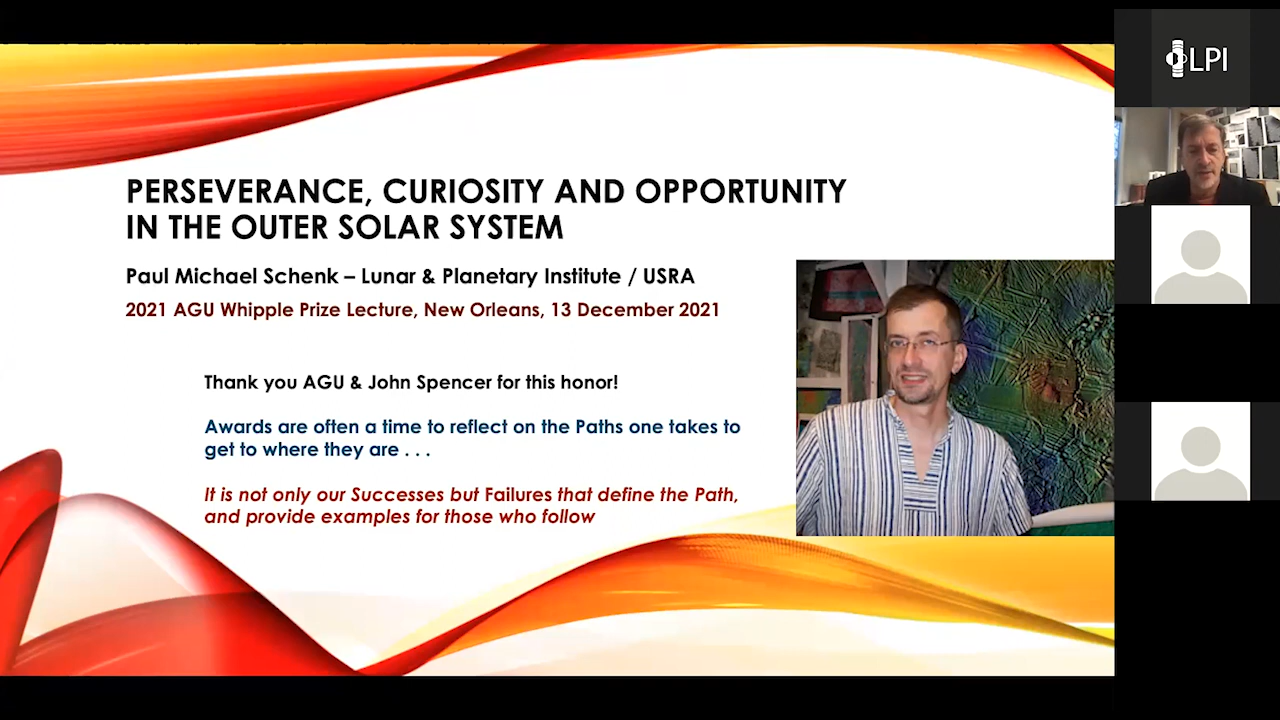 PERSEVERANCE, CURIOSITY AND OPPORTUNITY
IN THE OUTER SOLAR SYSTEM
Paul Michael Schenk – Lunar & Planetary Institute / USRA
2021 AGU Whipple Prize Lecture, New Orleans, 13 December 2021
Thank you AGU & John Spencer for this honor!
Awards are often a time to reflect on the Paths one takes to
get to where they are . . .
It is not only our Successes but Failures that define the Path,
and provide examples for those who follow
LPI